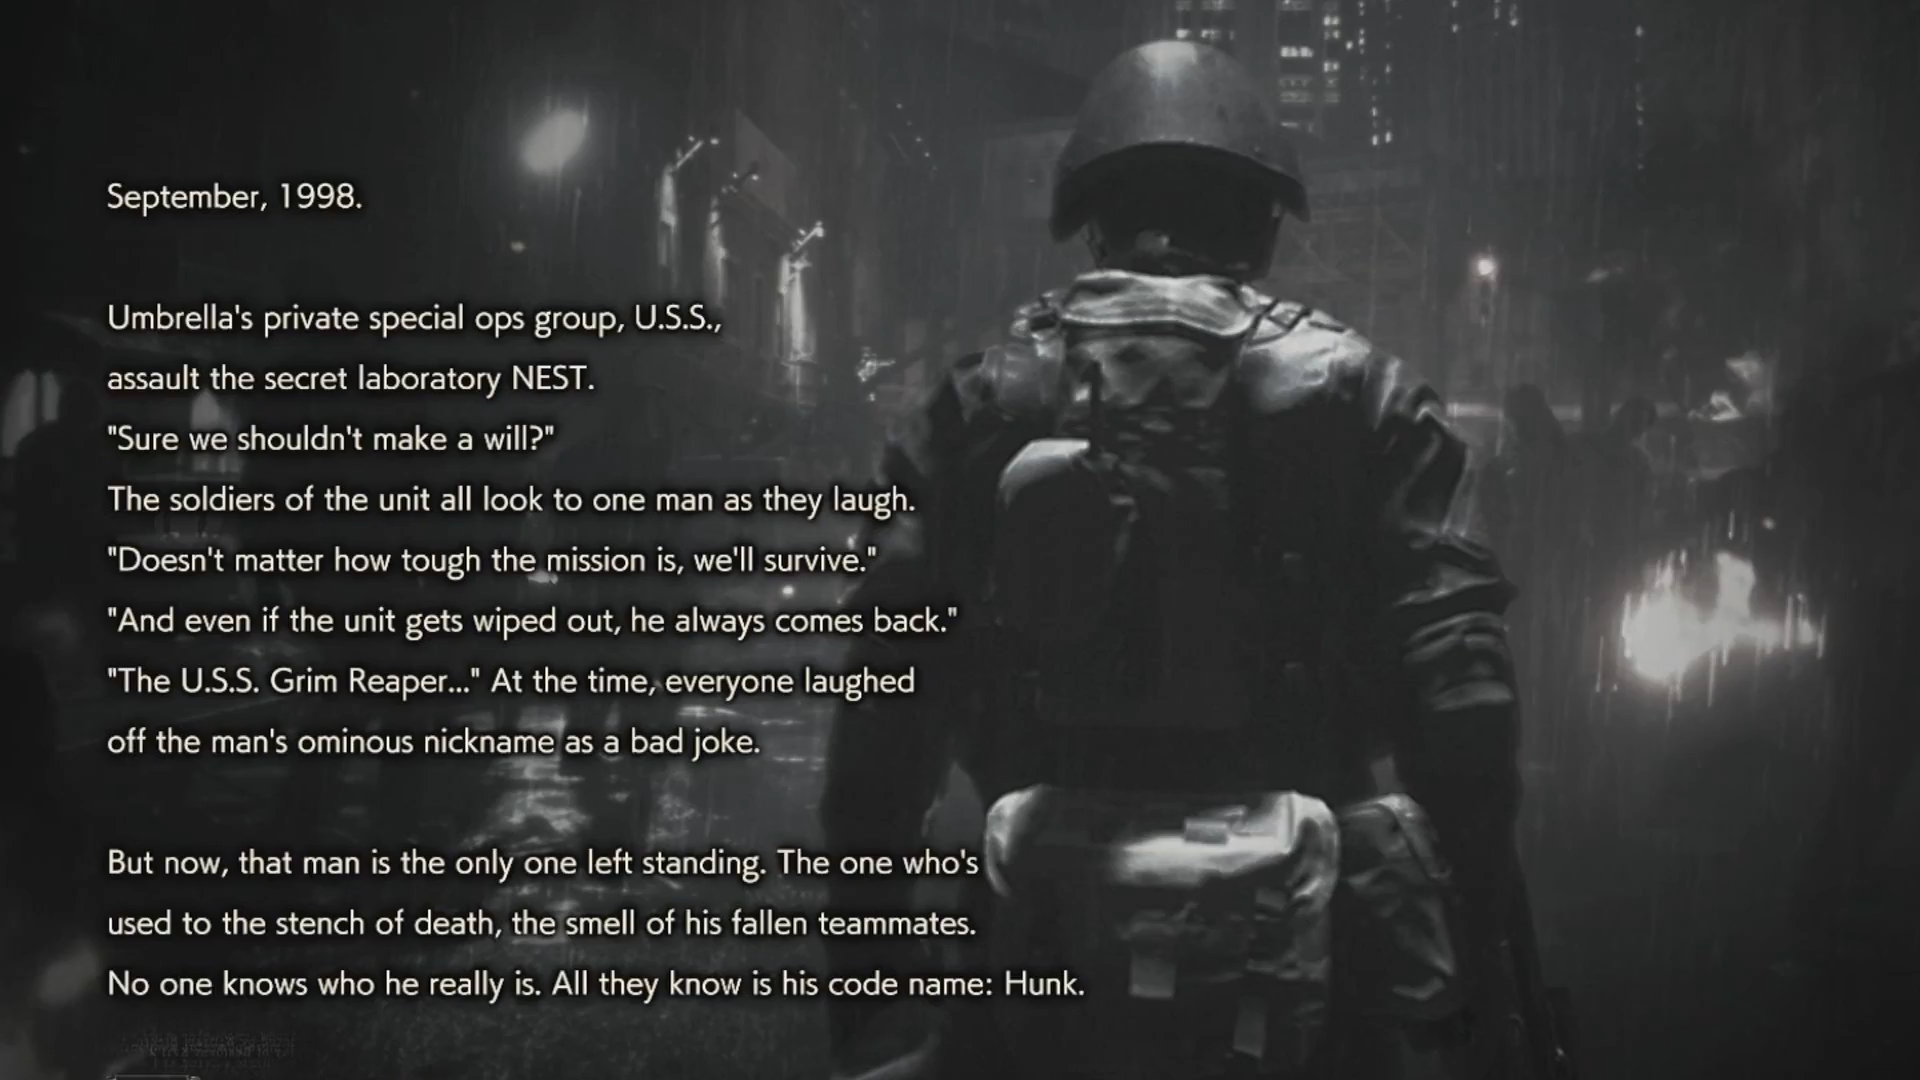 September, 1998.
Umbrella's private special ops group, U.S.S.,
assault the secret laboratory NEST.
"Sure we shouldn't make a will?"
The soldiers of the unit all look to one man as they laugh.
"Doesn't matter how tough the mission is, we'll survive."
"And even if the unit gets wiped out, he always comes back."
"The U.S.S. Grim Reaper..." At the time, everyone laughed
off the man's ominous nickname as a bad joke.
But now, that man is the only one left standing. The one who's
used to the stench of death, the smell of his fallen teammates.
No one knows who he really is. All they know is his code name: Hunk.